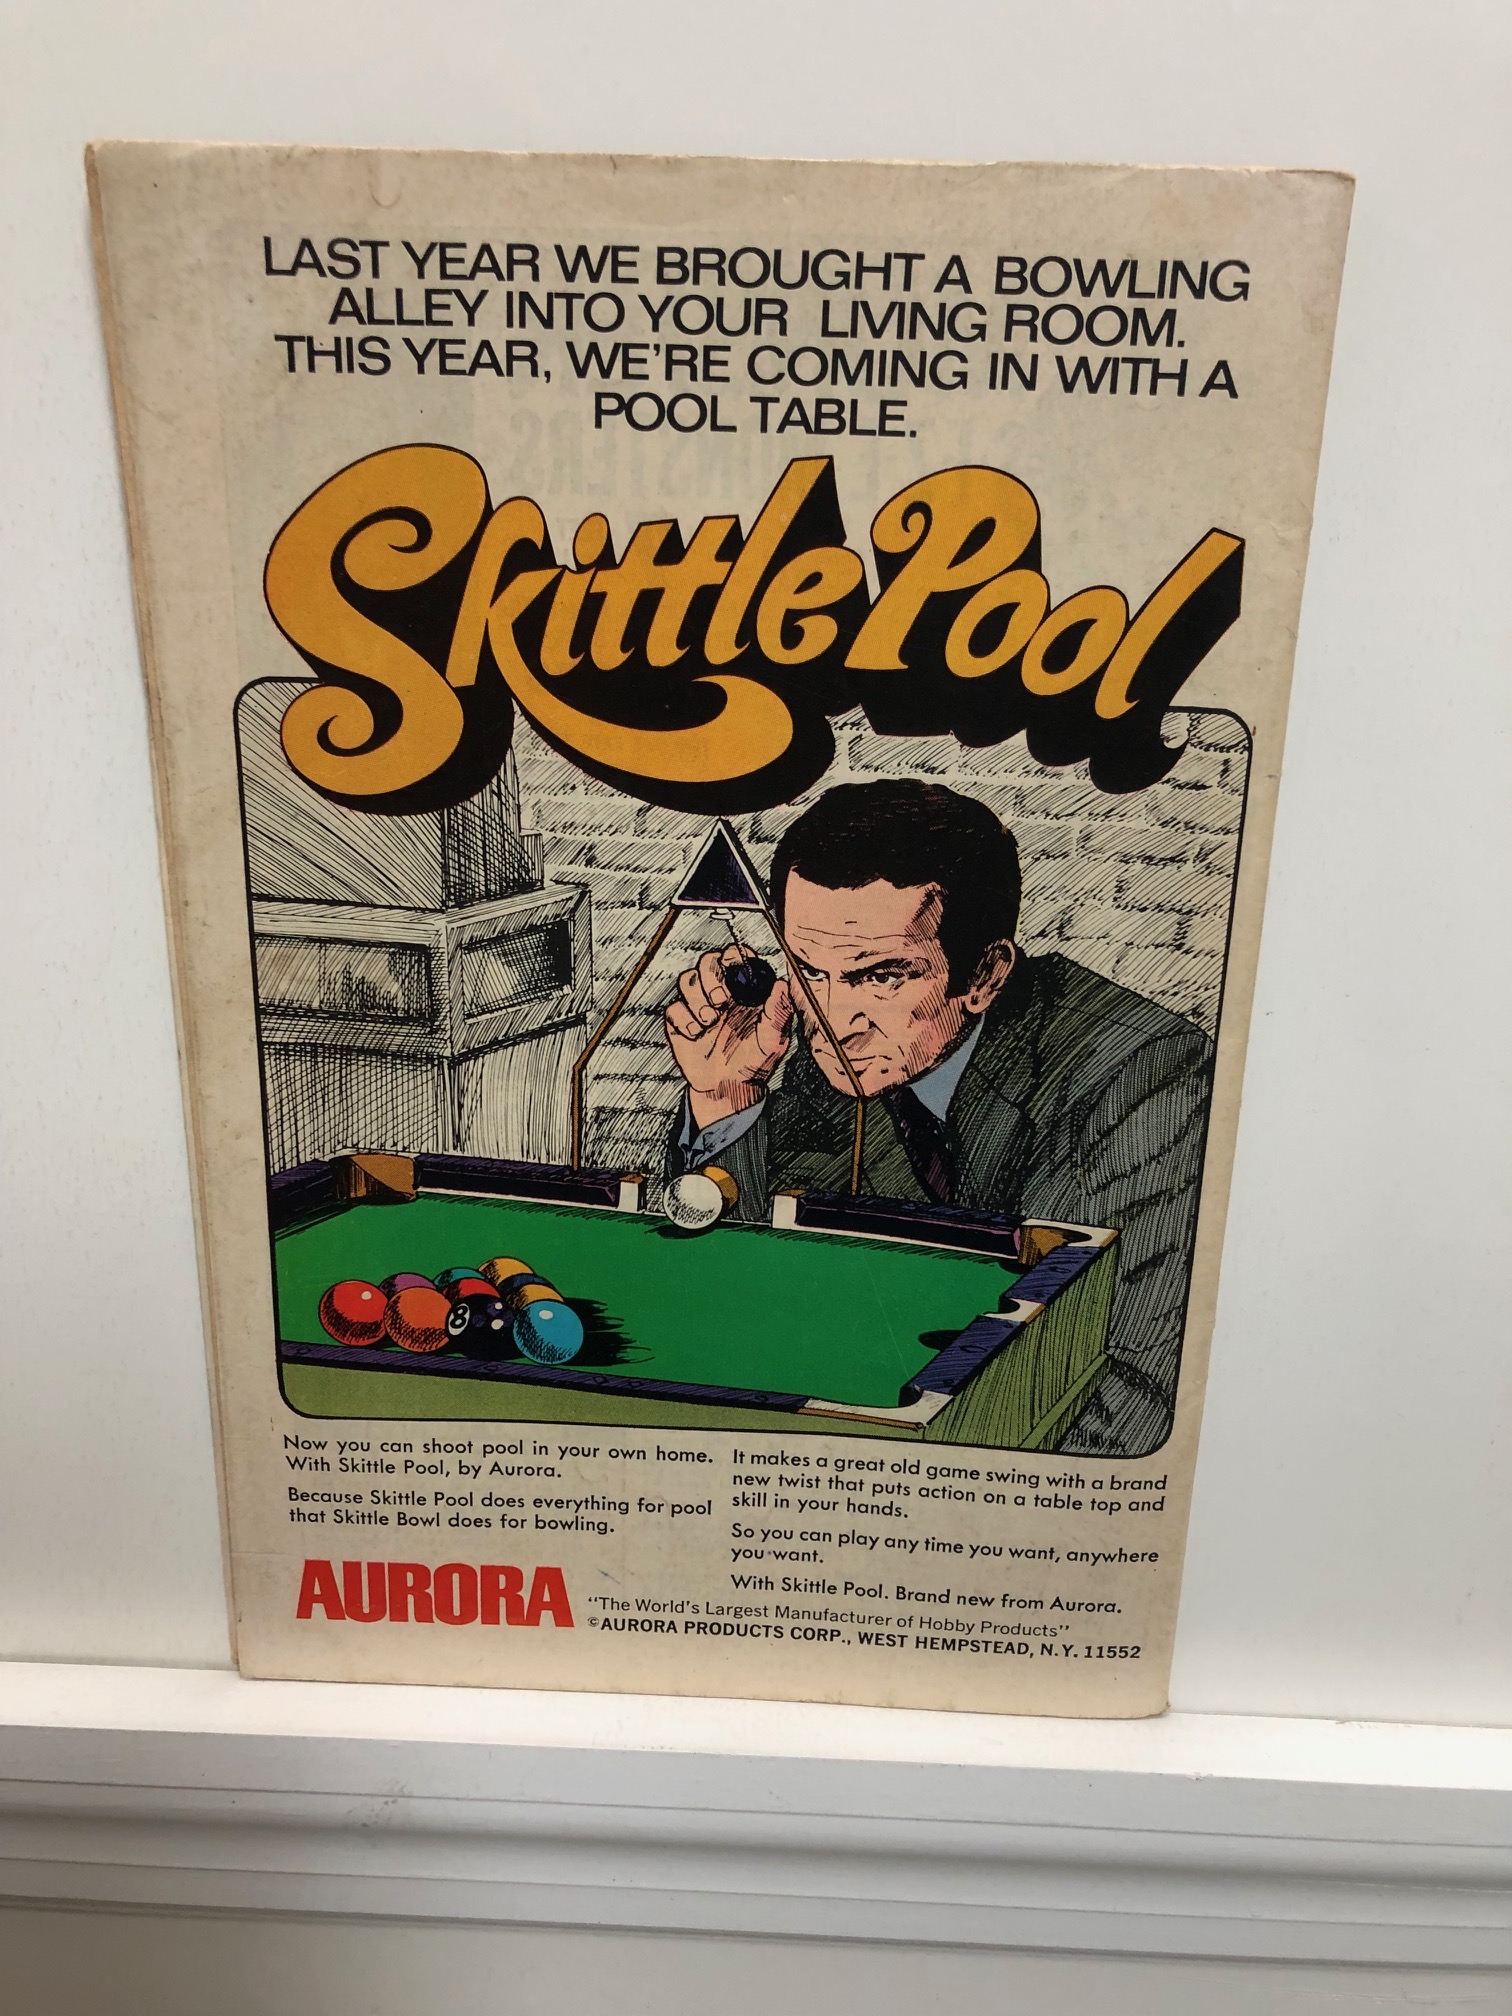 LAST YEAR WE BROUGHT A BOWLING
ALLEY INTO YOUR LIVING ROOM.
THIS YEAR, WE'RE COMING IN WITH A
POOL TABLE.
Skittle Pool
8
Now you can shoot pool in your own home.
With Skittle Pool, by Aurora.
Because Skittle Pool does everything for pool
that Skittle Bowl does for bowling.
It makes a great old game swing with a brand
new twist that puts action on a table top and
skill in your hands.
So you can play any time you want, anywhere
you want.
With Skittle Pool. Brand new from Aurora.
AURORA
"The World's Largest Manufacturer of Hobby Products"
©AURORA PRODUCTS CORP., WEST HEMPSTEAD, N.Y. 11552